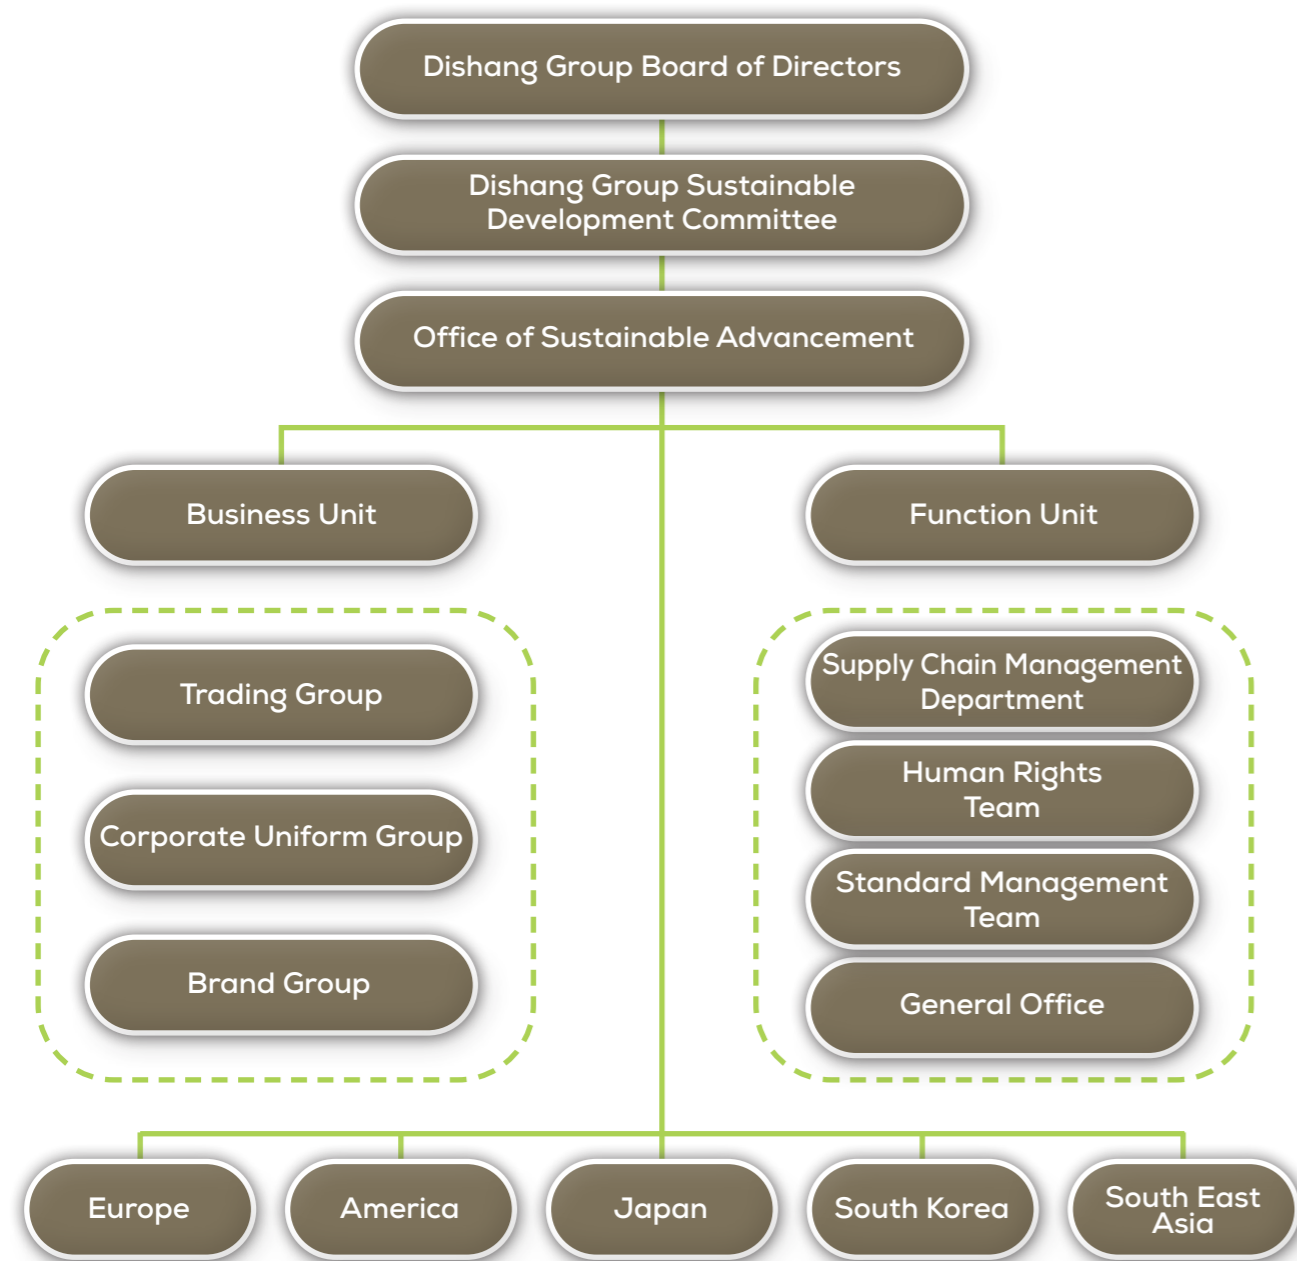 Dishang Group Board of Directors
Dishang Group Sustainable
Development Committee
Office of Sustainable Advancement
Business Unit
Function Unit
Trading Group
Corporate Uniform Group
Brand Group
Supply Chain Management
Department
Human Rights
Team
Standard Management
Team
General Office
Europe
America
Japan
South Korea
South East
Asia